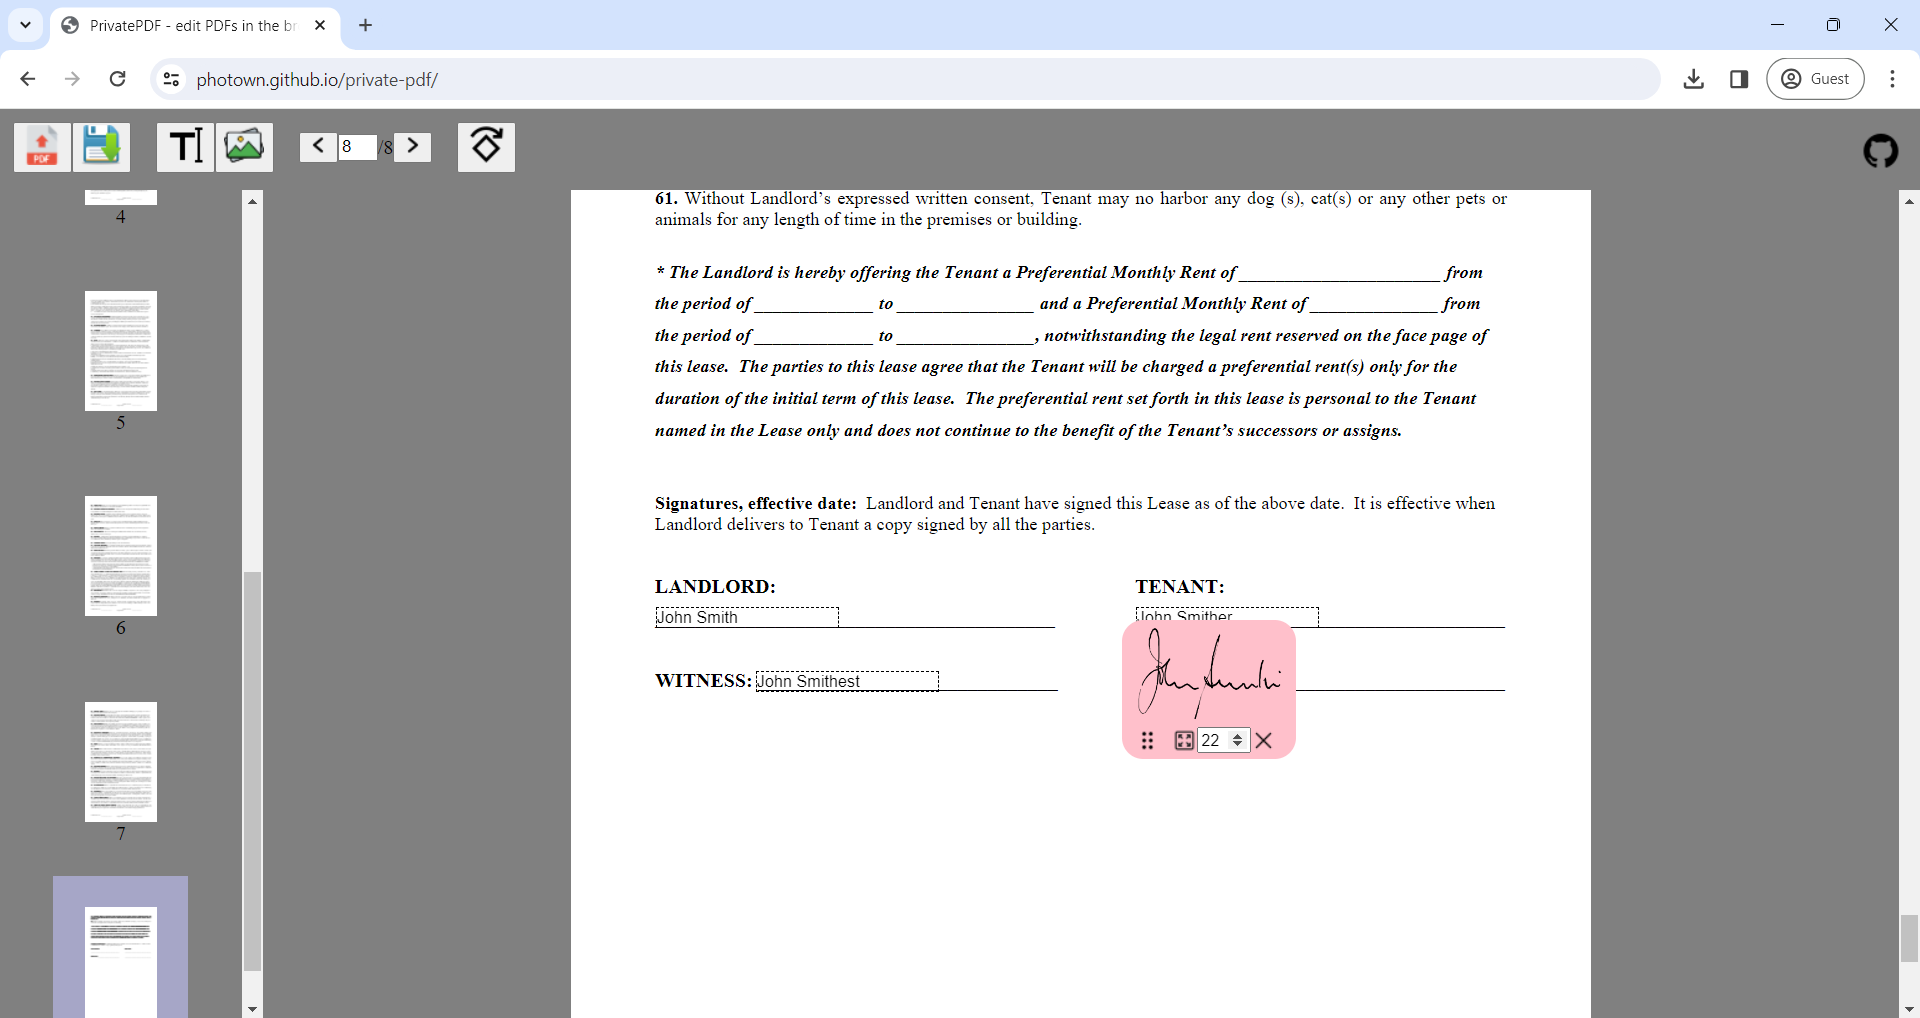 PrivatePDF - edit PDFs in the br
photown.github.io/private-pdf/
Guest
PDF
T
8
/8
4
5
6
7
61. Without Landlord’s expressed written consent, Tenant may no harbor any dog (s), cat(s) or any other pets or
animals for any length of time in the premises or building.
* The Landlord is hereby offering the Tenant a Preferential Monthly Rent of ______________________ from
the period of _____________ to _______________ and a Preferential Monthly Rent of ______________ from
the period of _____________ to _______________, notwithstanding the legal rent reserved on the face page of
this lease. The parties to this lease agree that the Tenant will be charged a preferential rent(s) only for the
duration of the initial term of this lease. The preferential rent set forth in this lease is personal to the Tenant
named in the Lease only and does not continue to the benefit of the Tenant’s successors or assigns.
Signatures, effective date: Landlord and Tenant have signed this Lease as of the above date. It is effective when
Landlord delivers to Tenant a copy signed by all the parties.
LANDLORD:
John Smith
WITNESS: John Smithest
TENANT:
John Smither
John
22